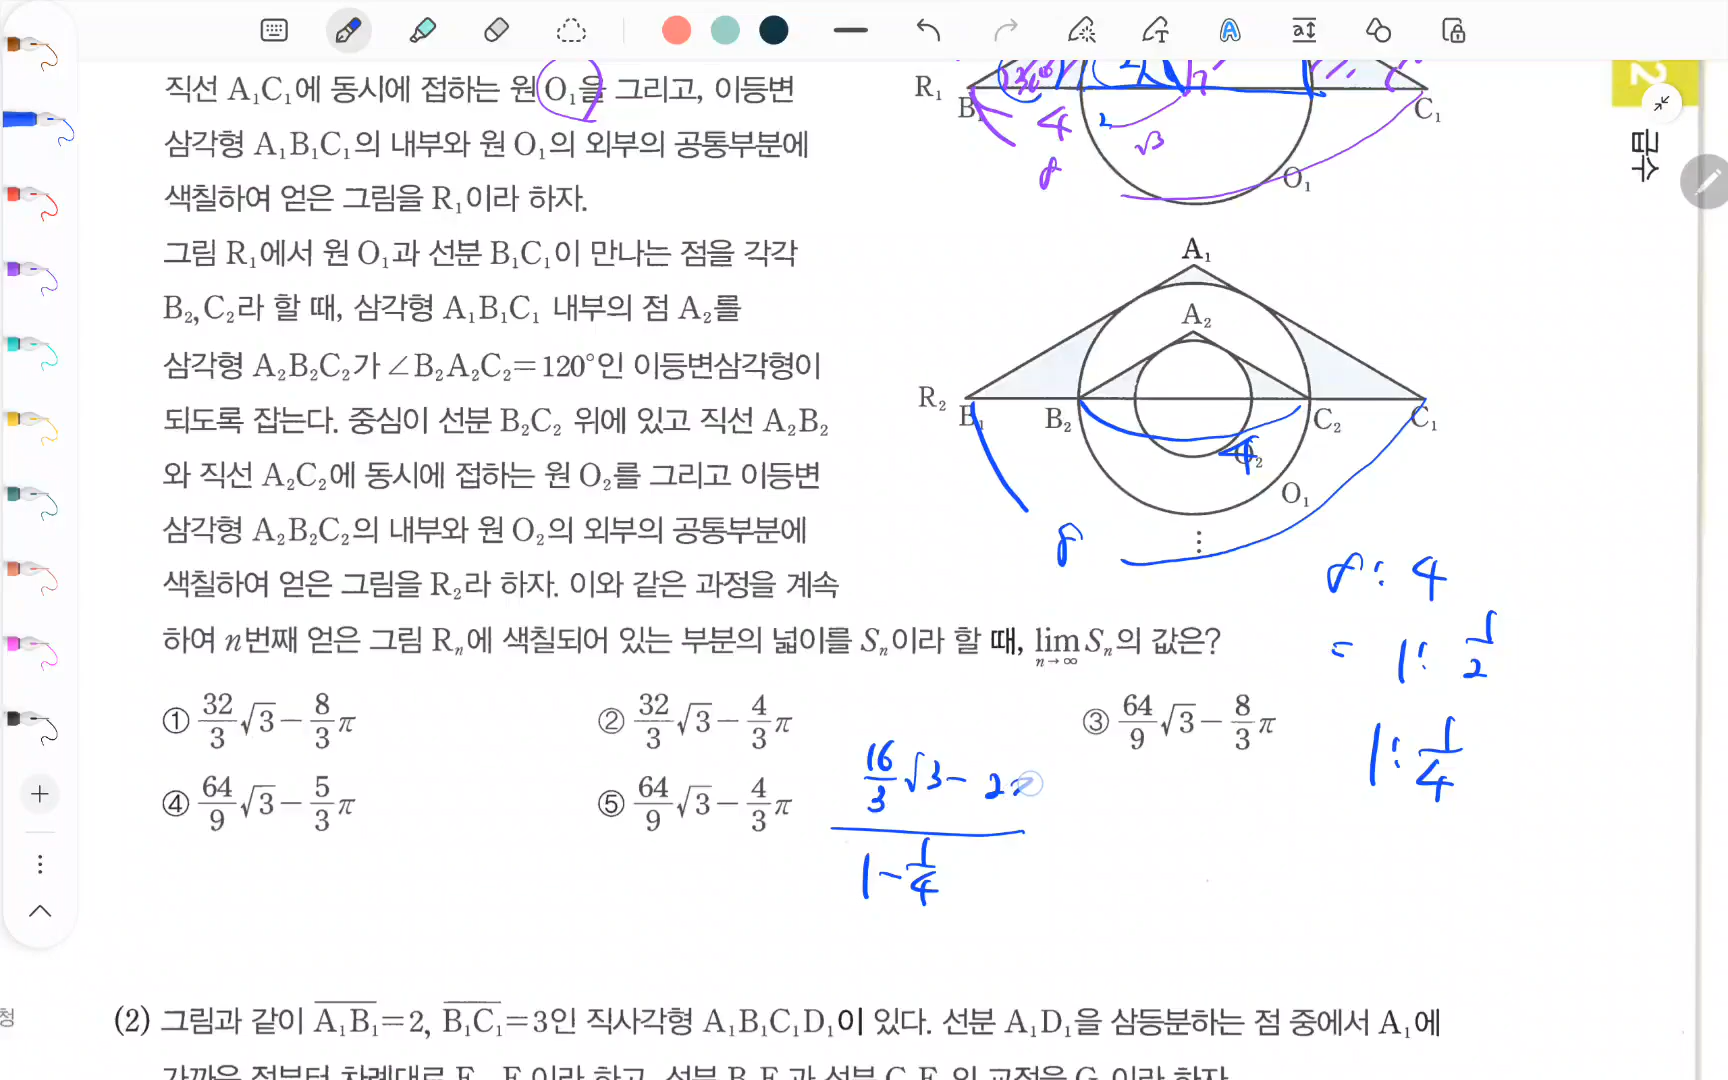 R₁ B₁ 4 √3 C₁
8 O₁
2
급수
직선 A₁C₁에 동시에 접하는 원 O₁을 그리고, 이등변
삼각형 A₁B₁C₁의 내부와 원 O₁의 외부의 공통부분에
색칠하여 얻은 그림을 R₁이라 하자.
그림 R₁에서 원 O₁과 선분 B₁C₁이 만나는 점을 각각
B₂, C₂라 할 때, 삼각형 A₁B₁C₁ 내부의 점 A₂를
삼각형 A₂B₂C₂가 ∠B₂A₂C₂=120°인 이등변삼각형이
되도록 잡는다. 중심이 선분 B₂C₂ 위에 있고 직선 A₂B₂
와 직선 A₂C₂에 동시에 접하는 원 O₂를 그리고 이등변
삼각형 A₂B₂C₂의 내부와 원 O₂의 외부의 공통부분에
색칠하여 얻은 그림을 R₂라 하자. 이와 같은 과정을 계속
하여 n번째 얻은 그림 Rₙ에 색칠되어 있는 부분의 넓이를 Sₙ이라 할 때, lim n→∞ Sₙ의 값은?
A₁
A₂
R₂ B₁ B₂ C₂ C₁
4 O₂
O₁
8
⋮
8 : 4
= 1 : 1/2
1 : 1/4
① 32/3 √3 − 8/3 π ② 32/3 √3 − 4/3 π ③ 64/9 √3 − 8/3 π
④ 64/9 √3 − 5/3 π ⑤ 64/9 √3 − 4/3 π
16/3 √3 − 2
1 − 1/4
(2) 그림과 같이 A₁B₁=2, B₁C₁=3인 직사각형 A₁B₁C₁D₁이 있다. 선분 A₁D₁을 삼등분하는 점 중에서 A₁에
청